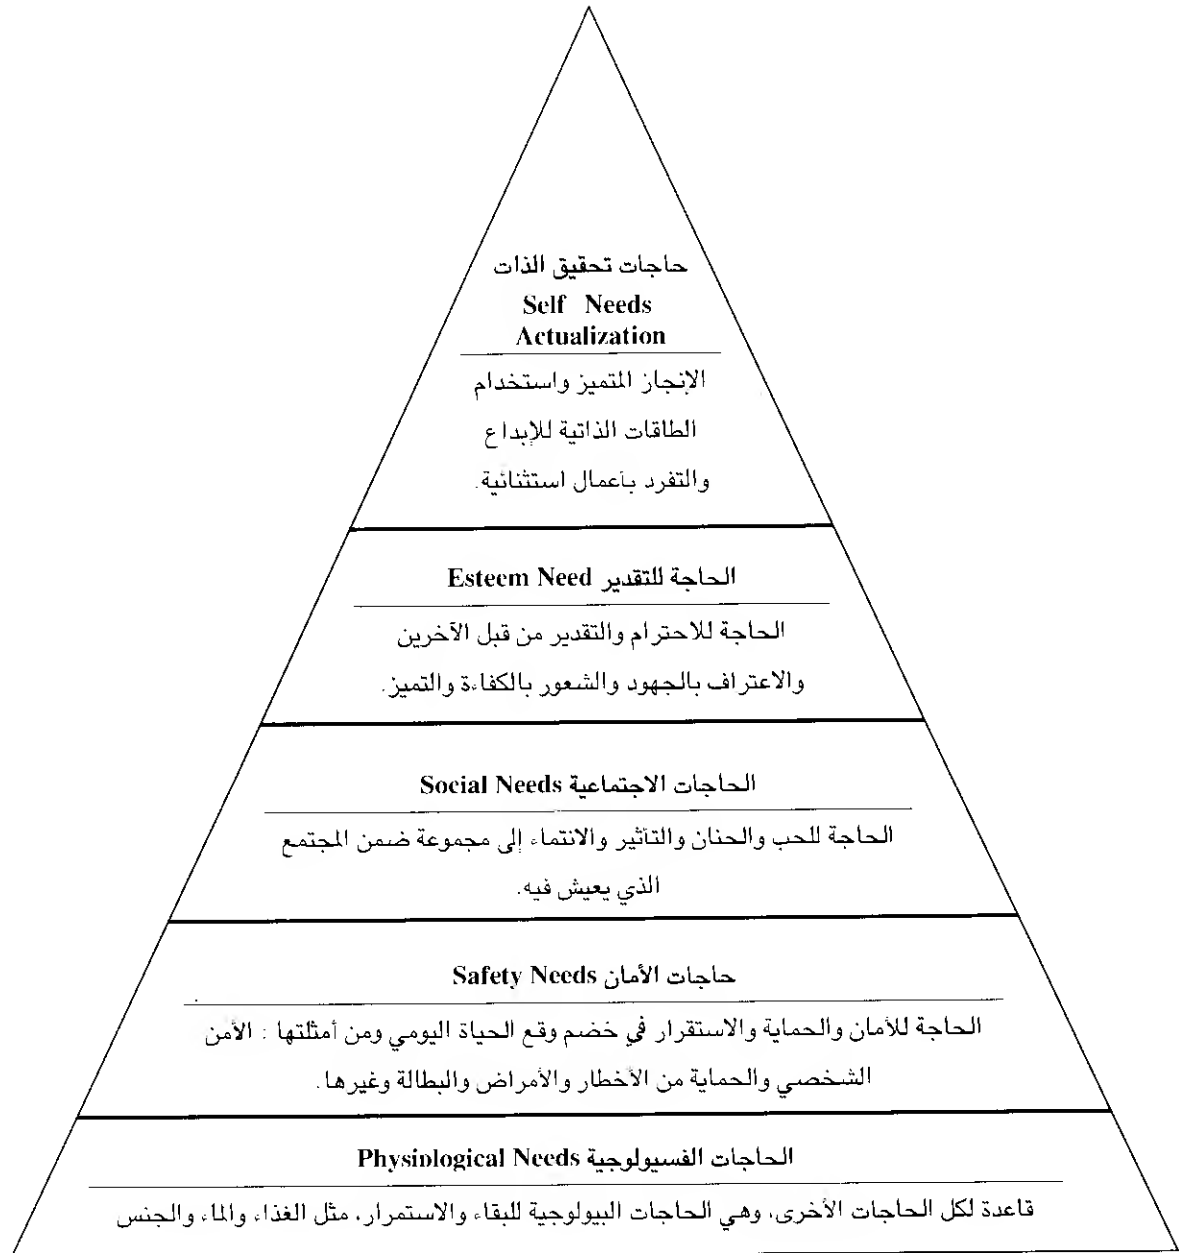 حاجات تحقيق الذات
Self Needs
Actualization
الإنجاز المتميز واستخدام
الطاقات الذاتية للإبداع
والتفرد بأعمال استثنائية.
الحاجة للتقدير Esteem Need
الحاجة للاحترام والتقدير من قبل الآخرين
والاعتراف بالجهود والشعور بالكفاءة والتميز.
الحاجات الاجتماعية Social Needs
الحاجة للحب والحنان والتأثير والانتماء إلى مجموعة ضمن المجتمع
الذي يعيش فيه.
حاجات الأمان Safety Needs
الحاجة للأمان والحماية والاستقرار في خضم وقع الحياة اليومي ومن أمثلتها : الأمن
الشخصي والحماية من الأخطار والأمراض والبطالة وغيرها.
الحاجات الفسيولوجية Physiological Needs
قاعدة لكل الحاجات الأخرى، وهي الحاجات البيولوجية للبقاء والاستمرار، مثل الغذاء والماء والجنس